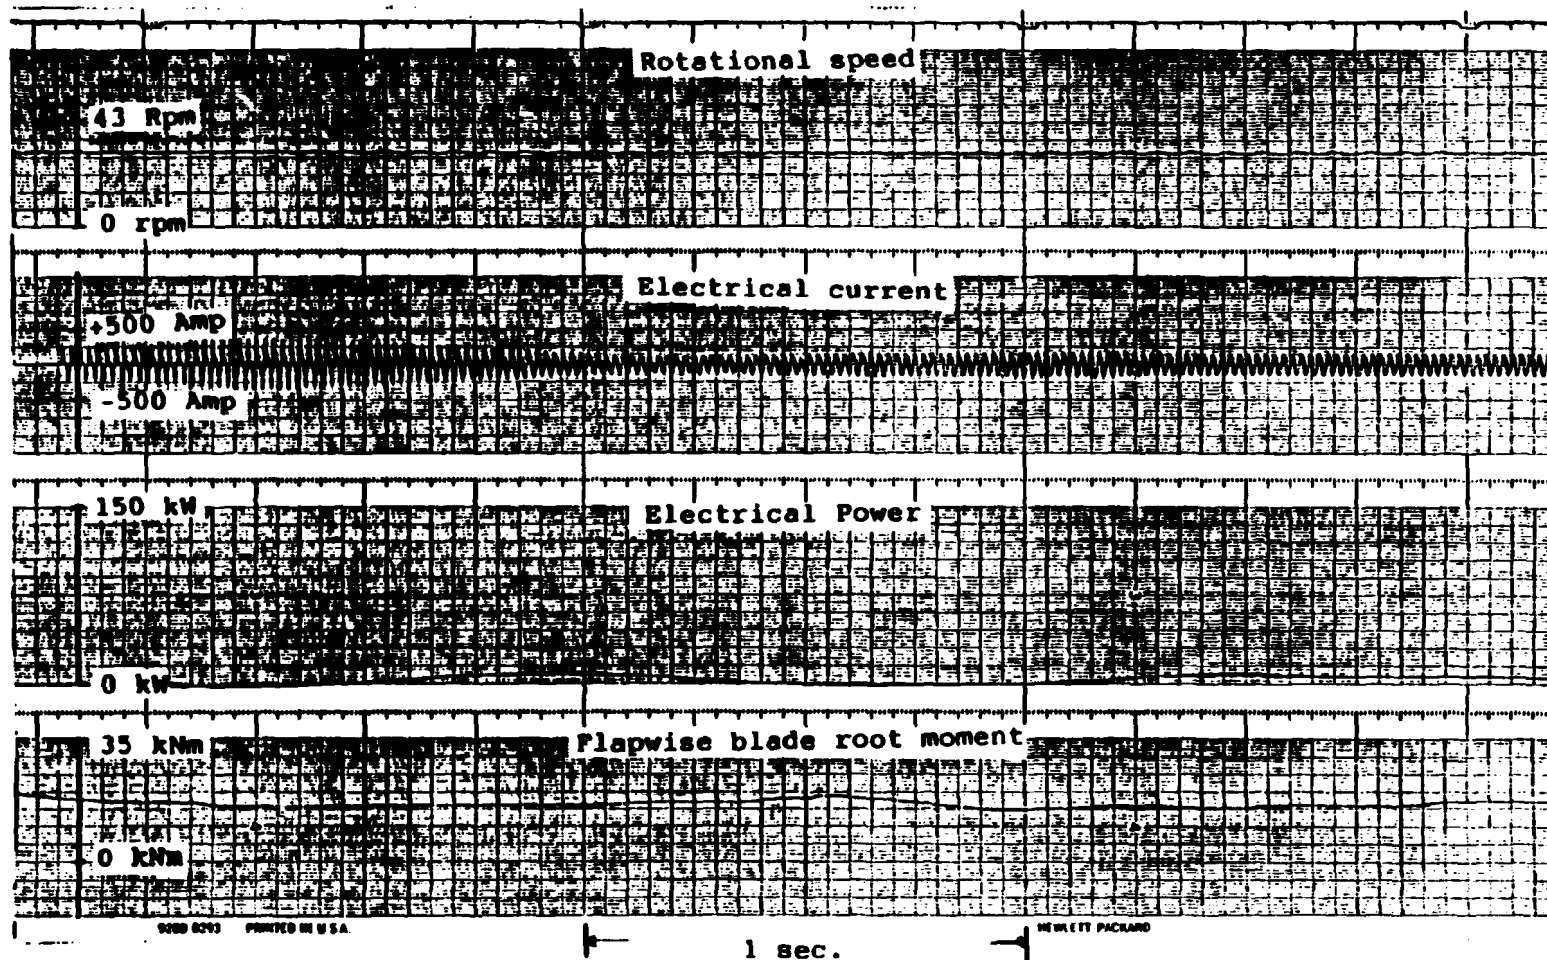 Rotational speed
43 Rpm
0 rpm
Electrical current
+500 Amp
-500 Amp
150 kW
Electrical Power
0 kW
35 kNm
Flapwise blade root moment
0 kNm
PRINTED IN U S A
HEWLETT PACKARD
1 sec.